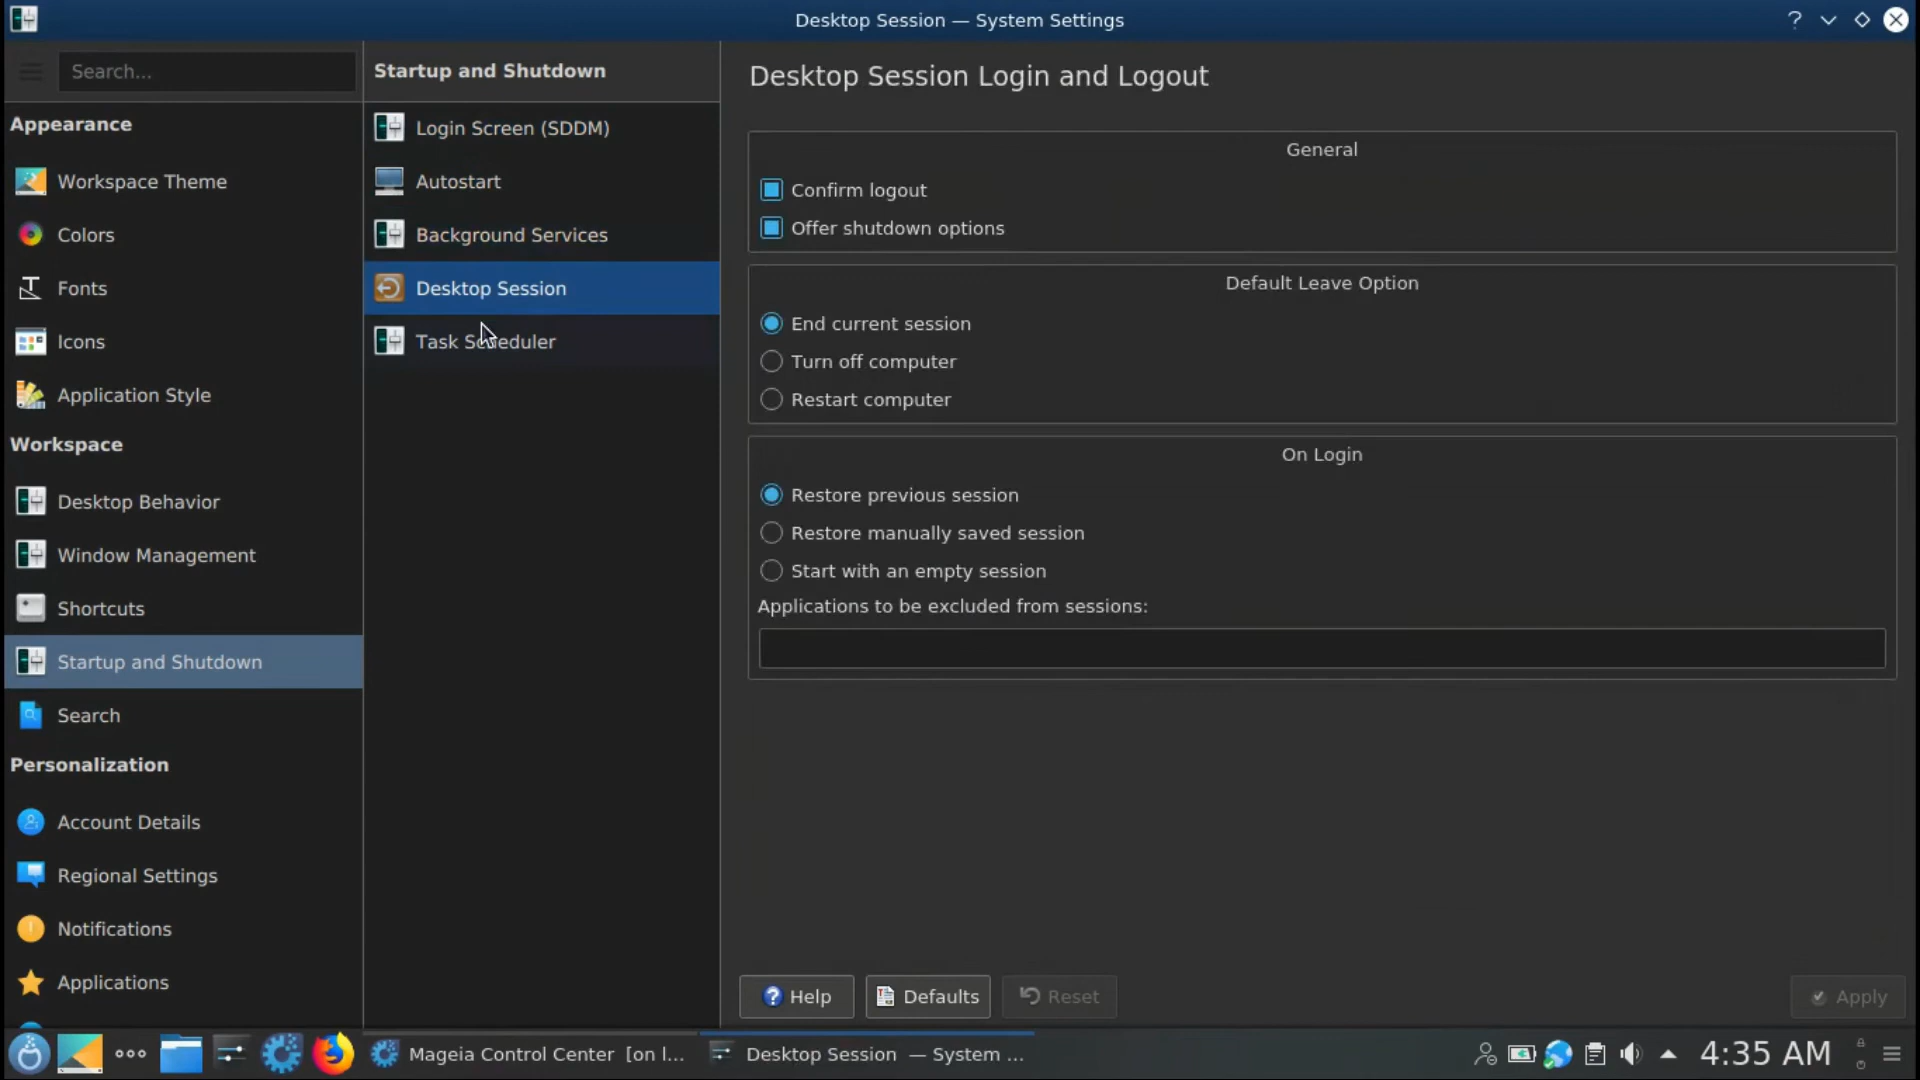 Desktop Session — System Settings
Search...
Appearance
Workspace Theme
Colors
Fonts
Icons
Application Style
Workspace
Desktop Behavior
Window Management
Shortcuts
Startup and Shutdown
Search
Personalization
Account Details
Regional Settings
Notifications
Applications
Startup and Shutdown
Login Screen (SDDM)
Autostart
Background Services
Desktop Session
Task Scheduler
Desktop Session Login and Logout
General
Confirm logout
Offer shutdown options
Default Leave Option
End current session
Turn off computer
Restart computer
On Login
Restore previous session
Restore manually saved session
Start with an empty session
Applications to be excluded from sessions:
Help
Defaults
Reset
Apply
Mageia Control Center [on l...
Desktop Session — System ...
4:35 AM